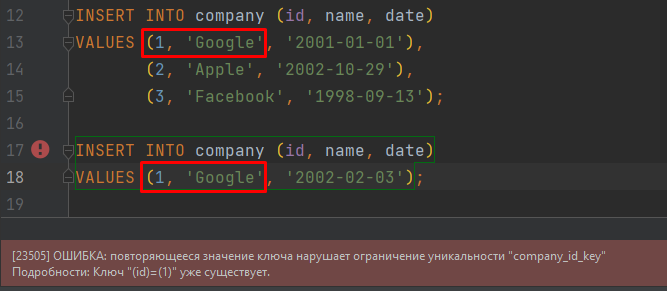 12 INSERT INTO company (id, name, date)
13 VALUES (1, 'Google', '2001-01-01'),
14 (2, 'Apple', '2002-10-29'),
15 (3, 'Facebook', '1998-09-13');
16
17 INSERT INTO company (id, name, date)
18 VALUES (1, 'Google', '2002-02-03');
19
[23505] ОШИБКА: повторяющееся значение ключа нарушает ограничение уникальности "company_id_key"
Подробности: Ключ "(id)=(1)" уже существует.